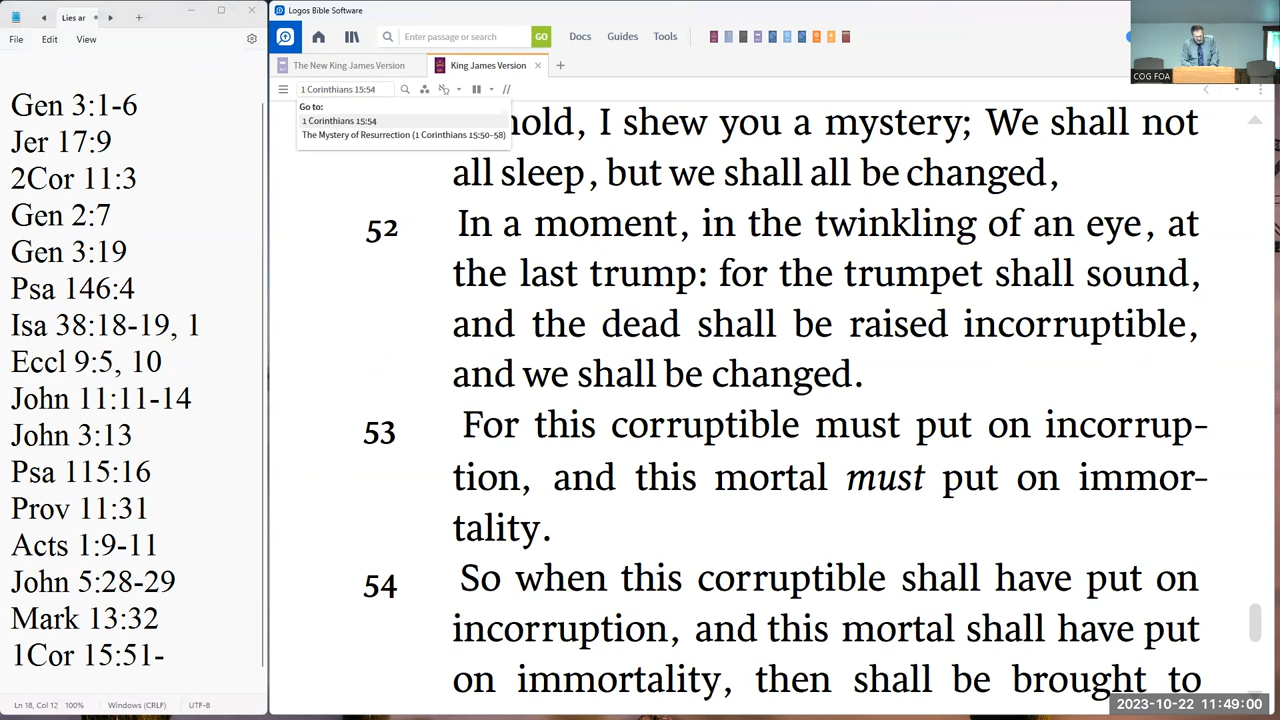 Lies ar
File
Edit
View
Gen 3:1-6
Jer 17:9
2Cor 11:3
Gen 2:7
Gen 3:19
Psa 146:4
Isa 38:18-19, 1
Eccl 9:5, 10
John 11:11-14
John 3:13
Psa 115:16
Prov 11:31
Acts 1:9-11
John 5:28-29
Mark 13:32
1Cor 15:51-
Ln 18, Col 12
100%
Windows (CRLF)
UTF-8
Logos Bible Software
Enter passage or search
GO
Docs
Guides
Tools
COG FOA
The New King James Version
King James Version
1 Corinthians 15:54
Go to:
1 Corinthians 15:54
The Mystery of Resurrection (1 Corinthians 15:50–58)
hold, I shew you a mystery; We shall not
all sleep, but we shall all be changed,
52 In a moment, in the twinkling of an eye, at
the last trump: for the trumpet shall sound,
and the dead shall be raised incorruptible,
and we shall be changed.
53 For this corruptible must put on incorrup-
tion, and this mortal must put on immor-
tality.
54 So when this corruptible shall have put on
incorruption, and this mortal shall have put
on immortality, then shall be brought to
2023-10-22 11:49:00